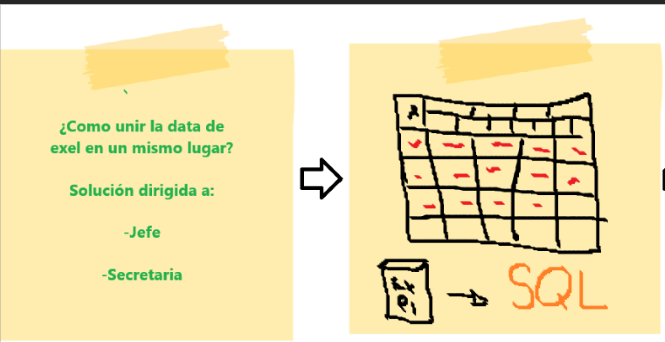 ¿Como unir la data de
exel en un mismo lugar?
Solución dirigida a:
-Jefe
-Secretaria
SQL